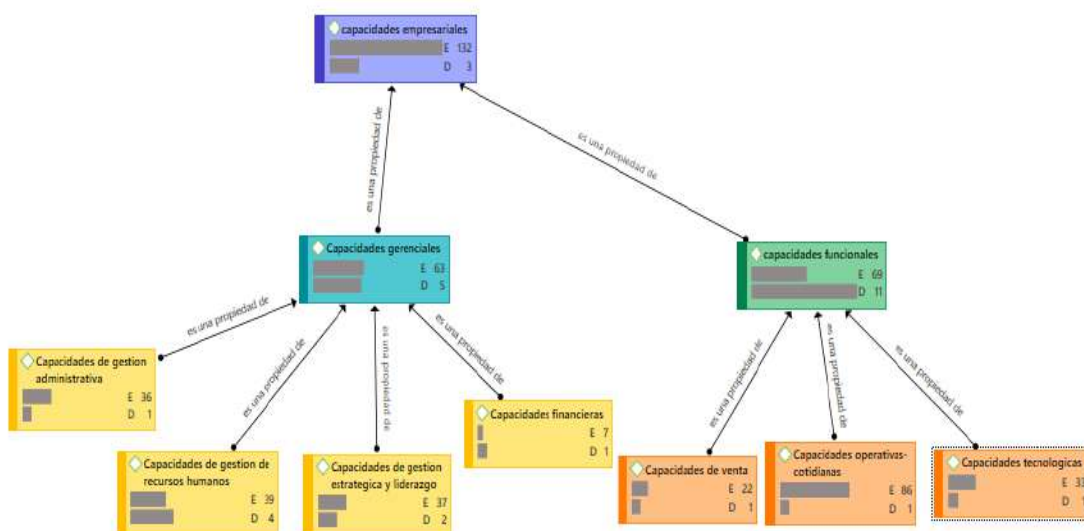 capacidades empresariales
E 132
D 3
es una propiedad de
es una propiedad de
Capacidades gerenciales
E 63
D 5
capacidades funcionales
E 69
D 11
es una propiedad de
es una propiedad de
es una propiedad de
es una propiedad de
es una propiedad de
es una propiedad de
es una propiedad de
Capacidades de gestion
administrativa
E 36
D 1
Capacidades de gestion de
recursos humanos
E 39
D 4
Capacidades de gestion
estrategica y liderazgo
E 37
D 2
Capacidades financieras
E 7
D 1
Capacidades de venta
E 22
D 1
Capacidades operativas-
cotidianas
E 86
D 1
Capacidades tecnologicas
E
D